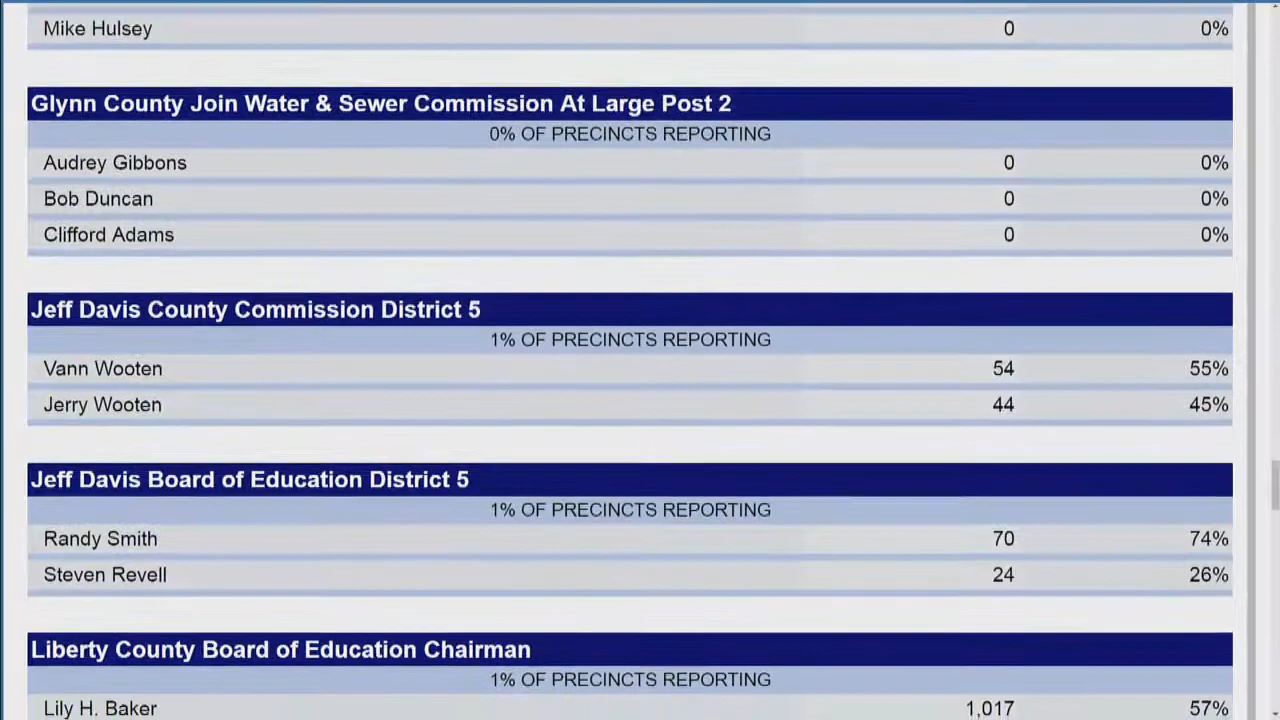 Mike Hulsey 0 0%
Glynn County Join Water & Sewer Commission At Large Post 2
0% OF PRECINCTS REPORTING
Audrey Gibbons 0 0%
Bob Duncan 0 0%
Clifford Adams 0 0%
Jeff Davis County Commission District 5
1% OF PRECINCTS REPORTING
Vann Wooten 54 55%
Jerry Wooten 44 45%
Jeff Davis Board of Education District 5
1% OF PRECINCTS REPORTING
Randy Smith 70 74%
Steven Revell 24 26%
Liberty County Board of Education Chairman
1% OF PRECINCTS REPORTING
Lily H. Baker 1,017 57%